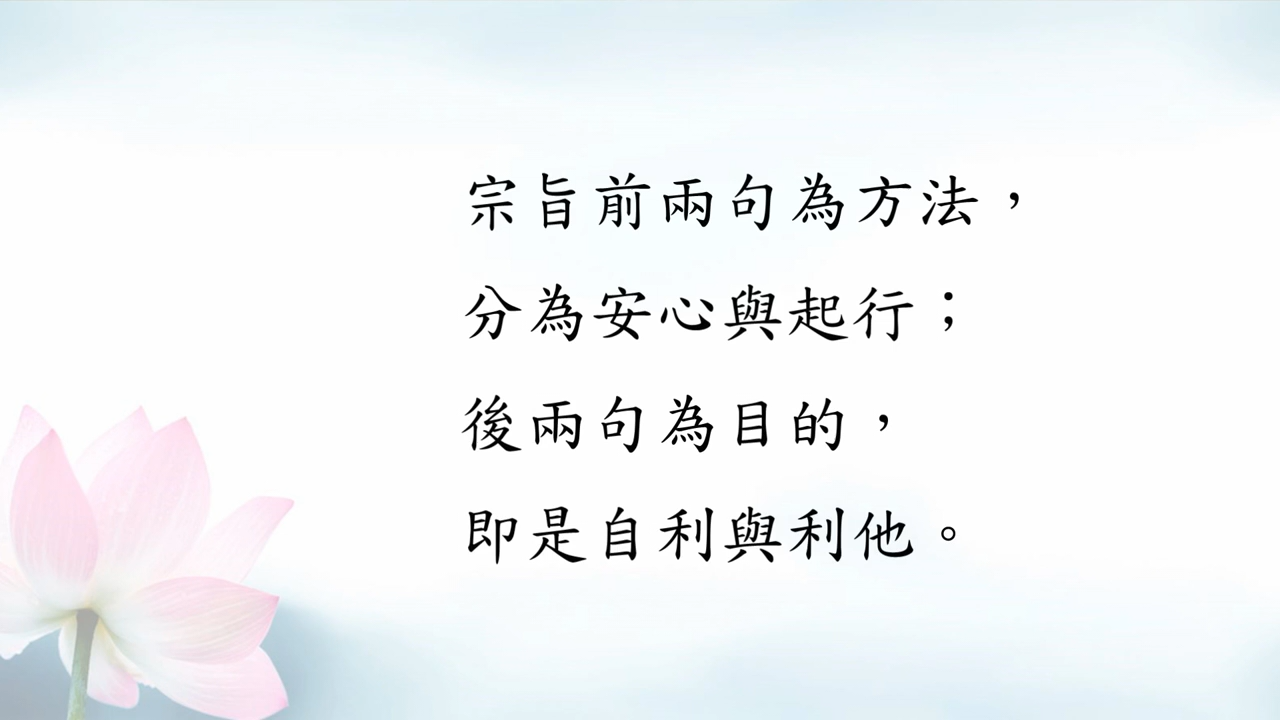 宗旨前兩句為方法，
分為安心與起行；
後兩句為目的，
即是自利與利他。